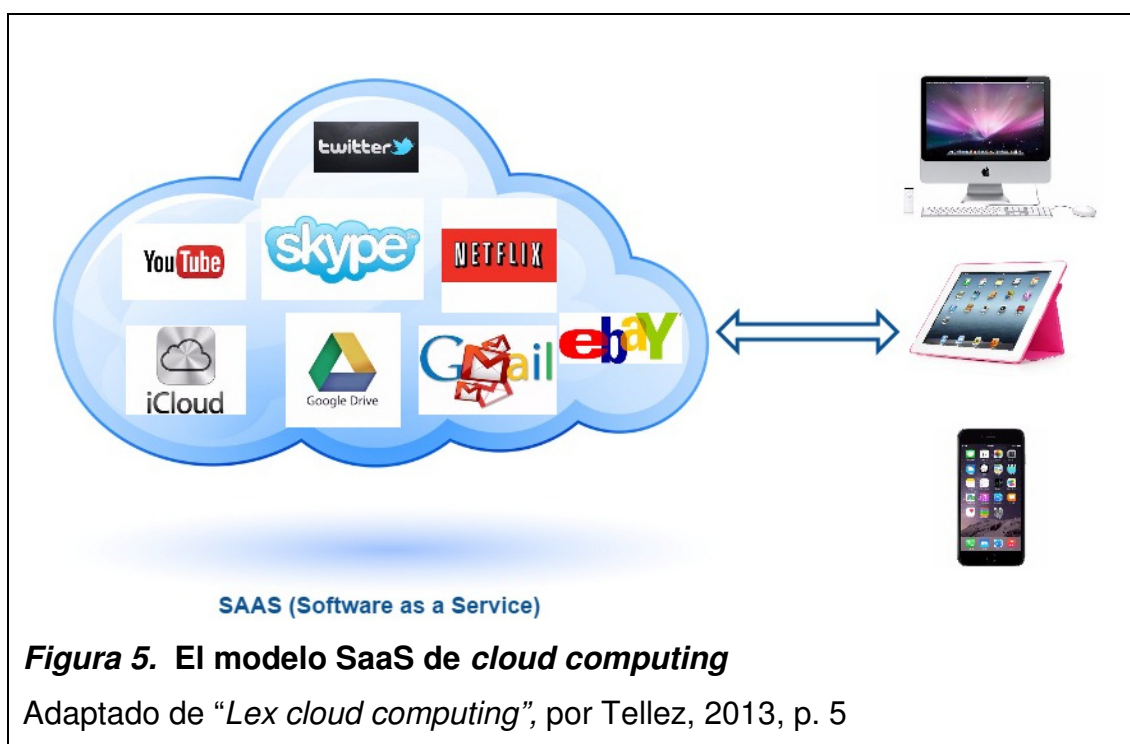 twitter
YouTube
skype
NETFLIX
iCloud
Google Drive
GMail
ebaY
SAAS (Software as a Service)
Figura 5. El modelo SaaS de cloud computing
Adaptado de “Lex cloud computing”, por Tellez, 2013, p. 5